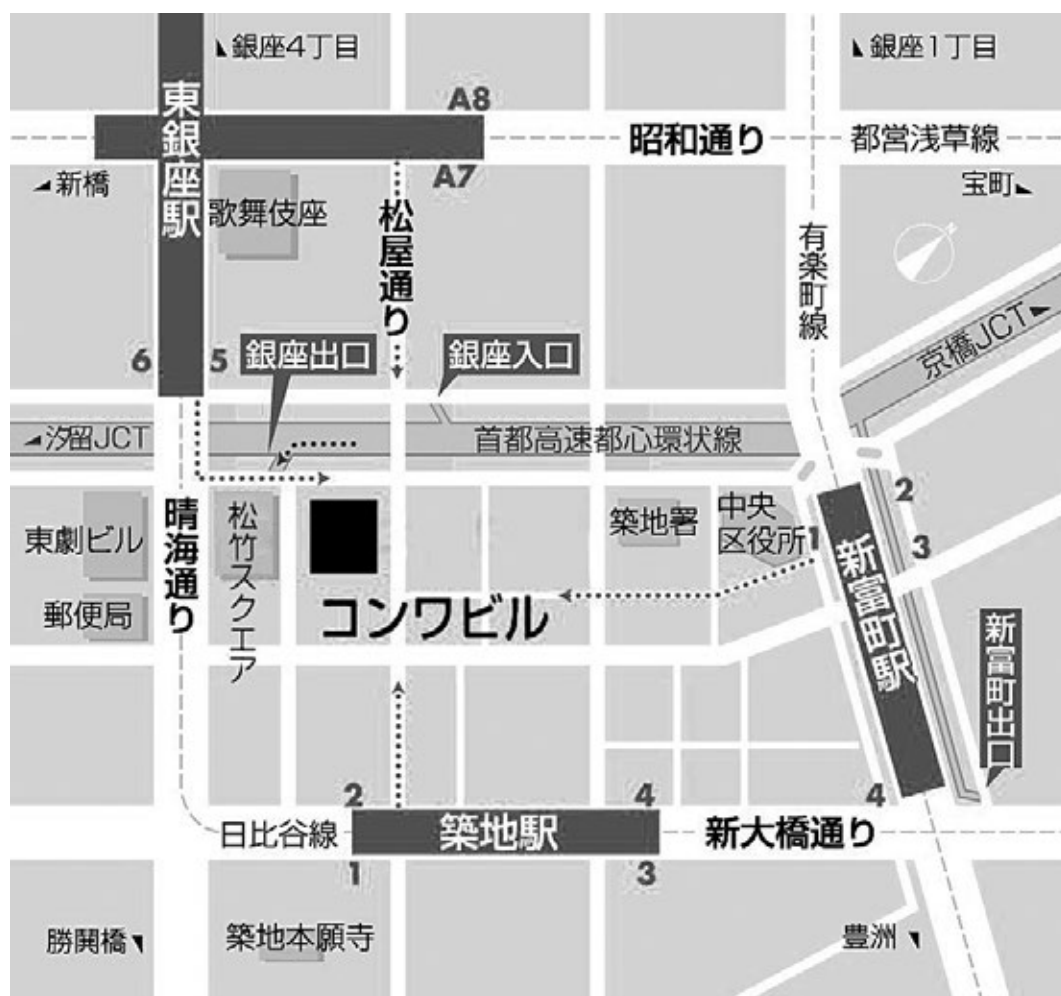 銀座4丁目
銀座1丁目
東銀座駅
A8
昭和通り
都営浅草線
A7
新橋
宝町
歌舞伎座
松屋通り
有楽町線
N
6
5
銀座出口
銀座入口
京橋JCT
汐留JCT
首都高速都心環状線
2
晴海通り
松竹スクエア
東劇ビル
築地署
中央
区役所
1
3
新富町駅
郵便局
コンワビル
新富町出口
2
4
4
日比谷線
築地駅
新大橋通り
1
3
勝閧橋
築地本願寺
豊洲